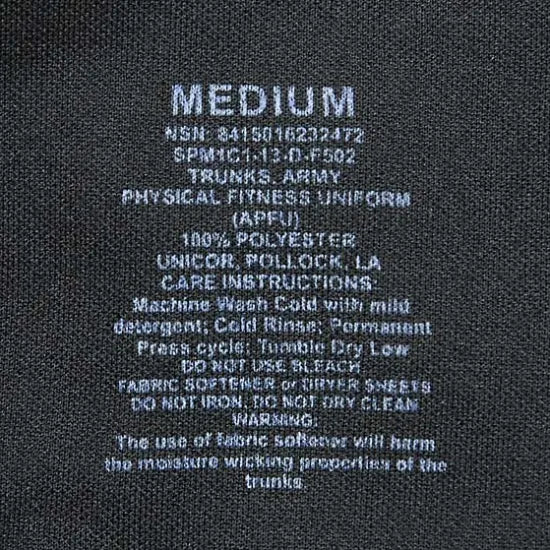 MEDIUM
NSN: 8415016232472
SPM1C1-13-D-F502
TRUNKS, ARMY
PHYSICAL FITNESS UNIFORM
(APFU)
100% POLYESTER
UNICOR, POLLOCK, LA
CARE INSTRUCTIONS:
Machine Wash Cold with mild
detergent; Cold Rinse; Permanent
Press cycle; Tumble Dry Low
DO NOT USE BLEACH
FABRIC SOFTENER or DRYER SHEETS
DO NOT IRON, DO NOT DRY CLEAN
WARNING:
The use of fabric softener will harm
the moisture wicking properties of the
trunks.